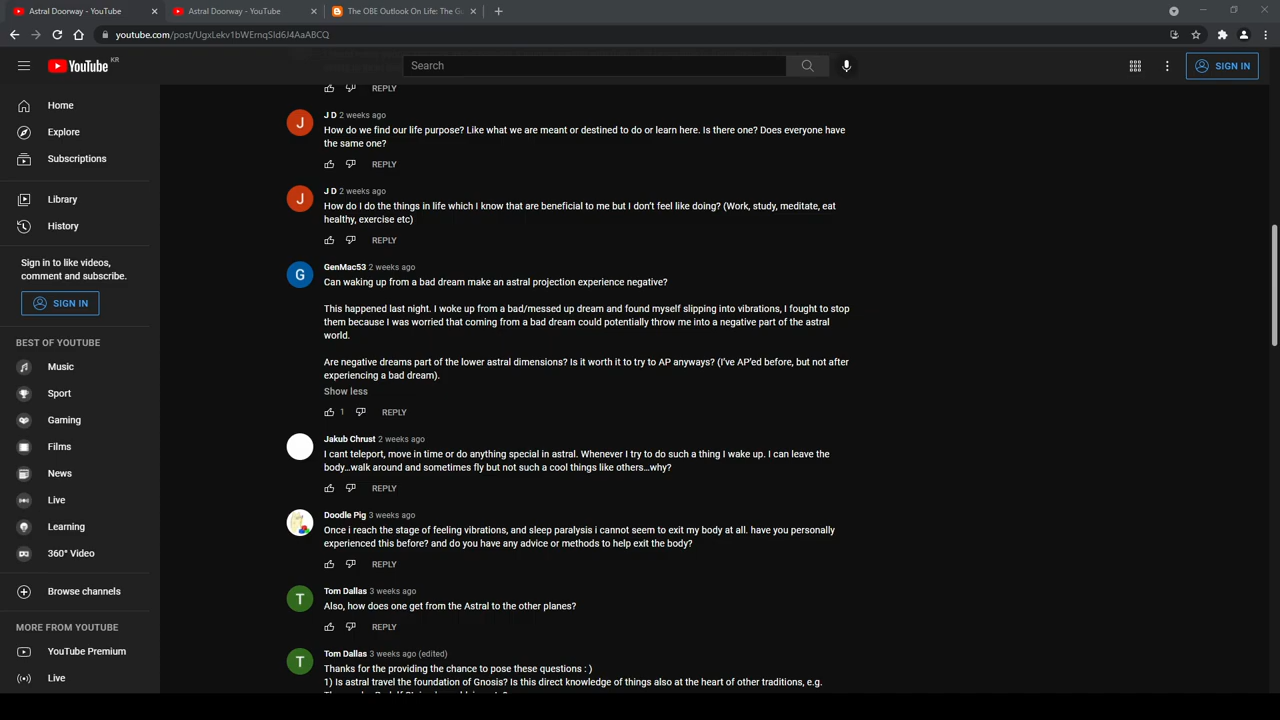 Astral Doorway - YouTube
Astral Doorway - YouTube
The OBE Outlook On Life: The G
youtube.com/post/UgxLekv1bWErnqSld6J4AaABCQ
YouTube KR
Search
SIGN IN
Home
Explore
Subscriptions
Library
History
Sign in to like videos,
comment and subscribe.
SIGN IN
BEST OF YOUTUBE
Music
Sport
Gaming
Films
News
Live
Learning
360° Video
Browse channels
MORE FROM YOUTUBE
YouTube Premium
Live
REPLY
J
J D 2 weeks ago
How do we find our life purpose? Like what we are meant or destined to do or learn here. Is there one? Does everyone have
the same one?
REPLY
J
J D 2 weeks ago
How do I do the things in life which I know that are beneficial to me but I don't feel like doing? (Work, study, meditate, eat
healthy, exercise etc)
REPLY
G
GenMac53 2 weeks ago
Can waking up from a bad dream make an astral projection experience negative?
This happened last night. I woke up from a bad/messed up dream and found myself slipping into vibrations, I fought to stop
them because I was worried that coming from a bad dream could potentially throw me into a negative part of the astral
world.
Are negative dreams part of the lower astral dimensions? Is it worth it to try to AP anyways? (I've AP'ed before, but not after
experiencing a bad dream).
Show less
1 REPLY
Jakub Chrust 2 weeks ago
I cant teleport, move in time or do anything special in astral. Whenever I try to do such a thing I wake up. I can leave the
body...walk around and sometimes fly but not such a cool things like others...why?
REPLY
Doodle Pig 3 weeks ago
Once i reach the stage of feeling vibrations, and sleep paralysis i cannot seem to exit my body at all. have you personally
experienced this before? and do you have any advice or methods to help exit the body?
REPLY
T
Tom Dallas 3 weeks ago
Also, how does one get from the Astral to the other planes?
REPLY
T
Tom Dallas 3 weeks ago (edited)
Thanks for the providing the chance to pose these questions : )
1) Is astral travel the foundation of Gnosis? Is this direct knowledge of things also at the heart of other traditions, e.g.